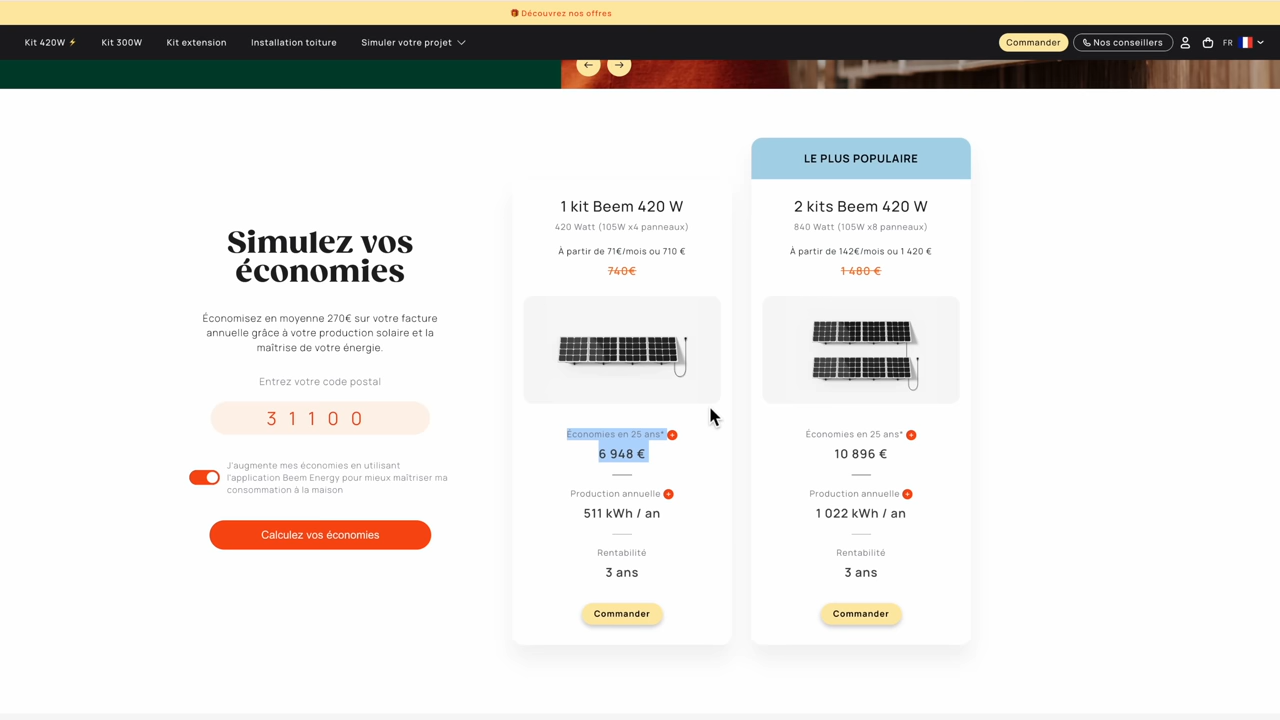 Découvrez nos offres
Kit 420W
Kit 300W
Kit extension
Installation toiture
Simuler votre projet
Commander
Nos conseillers
FR
Simulez vos
économies
Économisez en moyenne 270€ sur votre facture
annuelle grâce à votre production solaire et la
maîtrise de votre énergie.
Entrez votre code postal
31100
J'augmente mes économies en utilisant
l'application Beem Energy pour mieux maîtriser ma
consommation à la maison
Calculez vos économies
1 kit Beem 420 W
420 Watt (105W x4 panneaux)
À partir de 71€/mois ou 710 €
740€
Économies en 25 ans*
6 948 €
Production annuelle
511 kWh / an
Rentabilité
3 ans
Commander
LE PLUS POPULAIRE
2 kits Beem 420 W
840 Watt (105W x8 panneaux)
À partir de 142€/mois ou 1 420 €
1 480 €
Économies en 25 ans*
10 896 €
Production annuelle
1 022 kWh / an
Rentabilité
3 ans
Commander